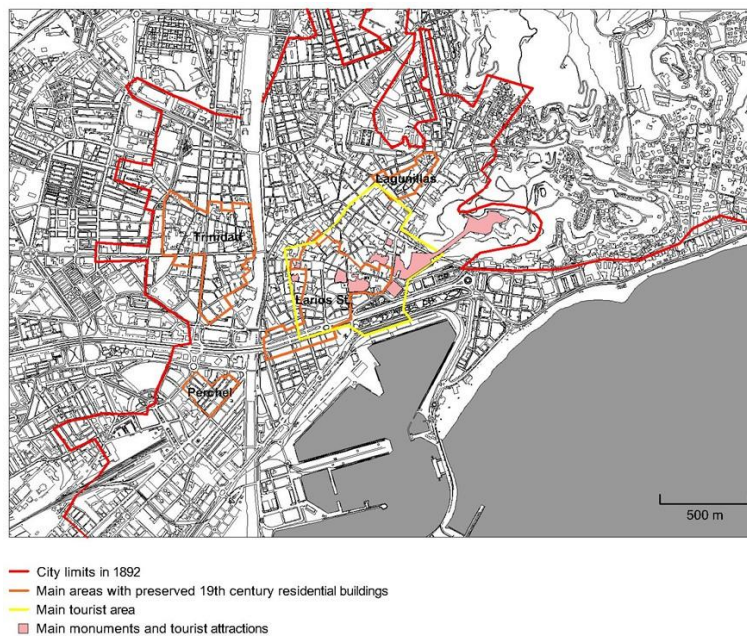 Lagunillas
Trinidad
Larios St.
Perchel
500 m
City limits in 1892
Main areas with preserved 19th century residential buildings
Main tourist area
Main monuments and tourist attractions